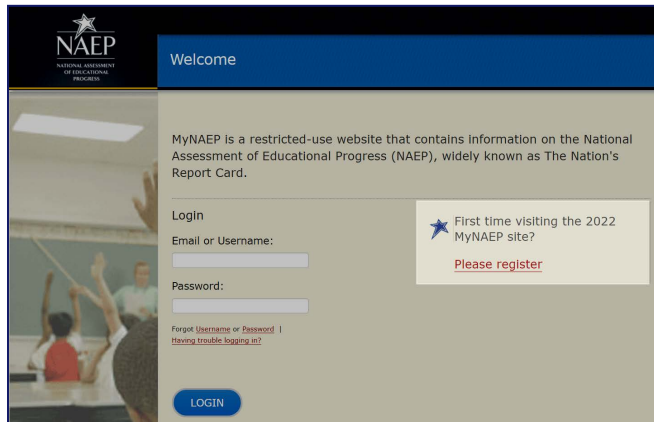 NAEP
NATIONAL ASSESSMENT
OF EDUCATIONAL
PROGRESS
Welcome
MyNAEP is a restricted-use website that contains information on the National
Assessment of Educational Progress (NAEP), widely known as The Nation's
Report Card.
Login
Email or Username:
Password:
Forgot Username or Password |
Having trouble logging in?
LOGIN
First time visiting the 2022
MyNAEP site?
Please register